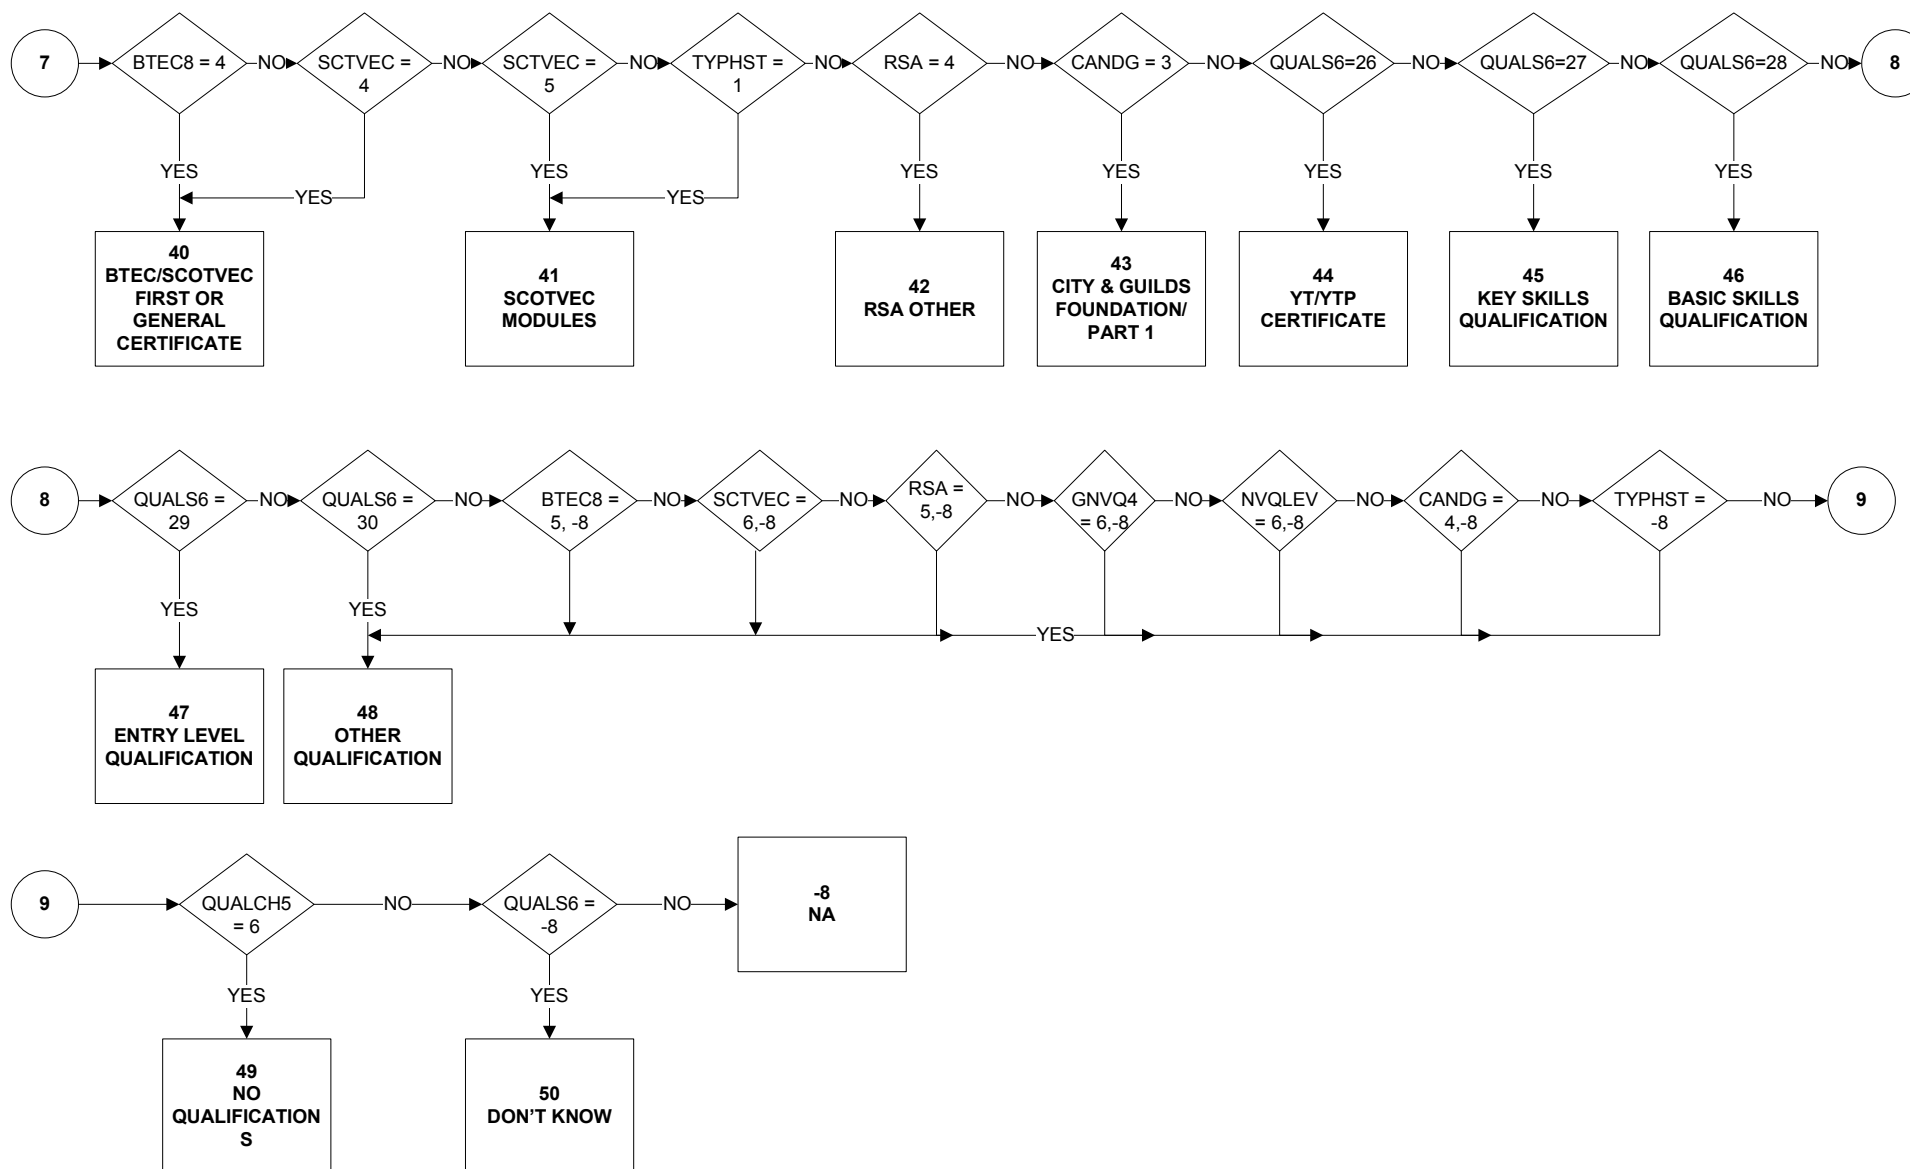 7
BTEC8 = 4
NO
SCTVEC =
4
NO
SCTVEC =
5
NO
TYPHST =
1
NO
RSA = 4
NO
CANDG = 3
NO
QUALS6=26
NO
QUALS6=27
NO
QUALS6=28
NO
8
YES
YES
YES
YES
YES
YES
YES
YES
YES
40
BTEC/SCOTVEC
FIRST OR
GENERAL
CERTIFICATE
41
SCOTVEC
MODULES
42
RSA OTHER
43
CITY & GUILDS
FOUNDATION/
PART 1
44
YT/YTP
CERTIFICATE
45
KEY SKILLS
QUALIFICATION
46
BASIC SKILLS
QUALIFICATION
8
QUALS6 =
29
NO
QUALS6 =
30
NO
BTEC8 =
5, -8
NO
SCTVEC =
6,-8
NO
RSA =
5,-8
NO
GNVQ4
= 6,-8
NO
NVQLEV
= 6,-8
NO
CANDG =
4,-8
NO
TYPHST =
-8
NO
9
YES
YES
YES
47
ENTRY LEVEL
QUALIFICATION
48
OTHER
QUALIFICATION
9
QUALCH5
= 6
NO
QUALS6 =
-8
NO
-8
NA
YES
YES
49
NO
QUALIFICATION
S
50
DON'T KNOW